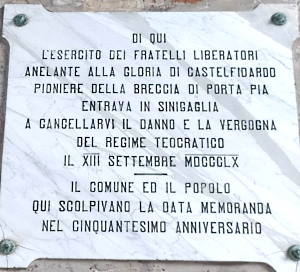 DI QUI
L'ESERCITO DEI FRATELLI LIBERATORI
ANELANTE ALLA GLORIA DI CASTELFIDARDO
PIONIERE DELLA BRECCIA DI PORTA PIA
ENTRAVA IN SINIGAGLIA
A CANCELLARVI IL DANNO E LA VERGOGNA
DEL REGIME TEOCRATICO
IL XIII SETTEMBRE MDCCCLX
IL COMUNE ED IL POPOLO
QUI SCOLPIVANO LA DATA MEMORANDA
NEL CINQUANTESIMO ANNIVERSARIO